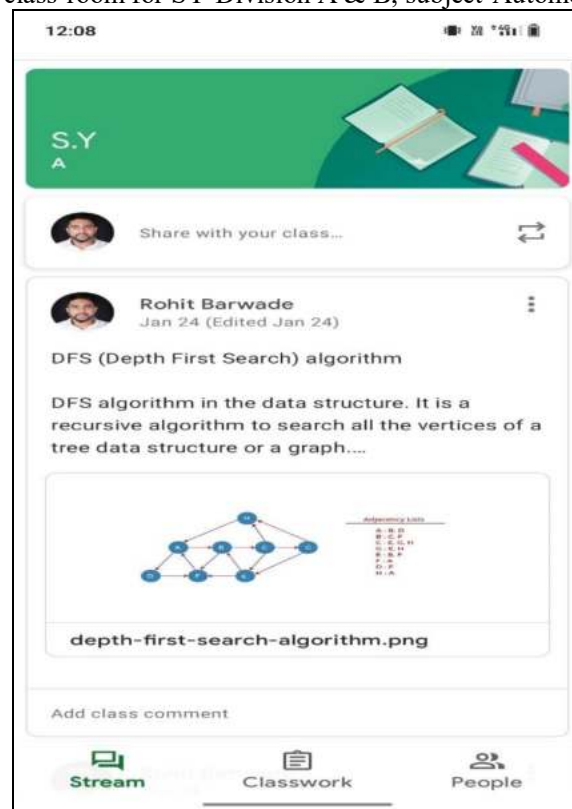 class room for SY Division A & B, subject Autom
12:08
S.Y
A
Share with your class...
Rohit Barwade
Jan 24 (Edited Jan 24)
DFS (Depth First Search) algorithm
DFS algorithm in the data structure. It is a
recursive algorithm to search all the vertices of a
tree data structure or a graph....
Adjacency Lists
H
A
B
C
G
D
F
E
depth-first-search-algorithm.png
Add class comment
Stream
Classwork
People